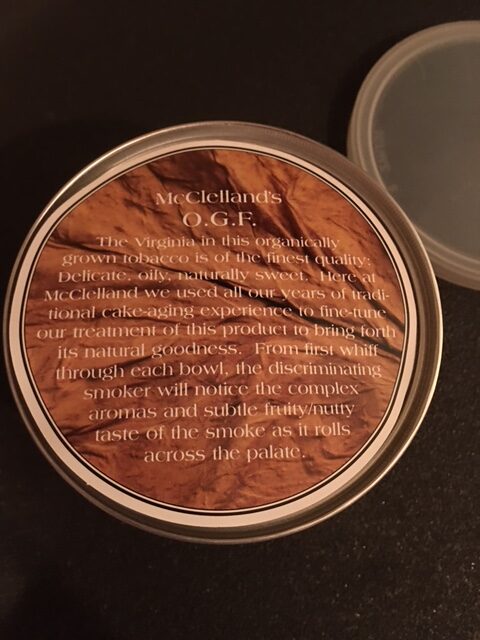 McClelland's
O.G.F.
The Virginia in this organically
grown tobacco is of the finest quality;
Delicate, oily, naturally sweet. Here at
McClelland we used all our years of tradi-
tional cake-aging experience to fine-tune
our treatment of this product to bring forth
its natural goodness. From first whiff
through each bowl, the discriminating
smoker will notice the complex
aromas and subtle fruity/nutty
taste of the smoke as it rolls
across the palate.